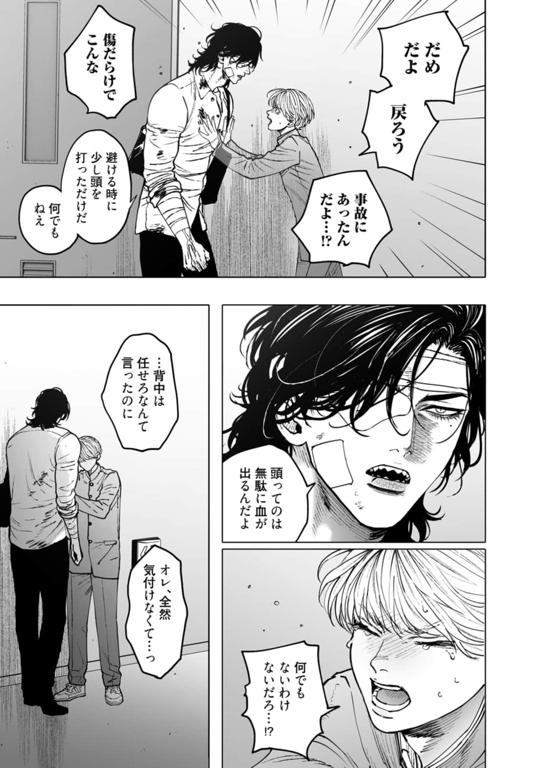 だめ
だよ
戻ろう
事故に
あったん
だよ…!?
傷だらけで
こんな
避ける時に
少し頭を
打っただけだ
何でも
ねえ
頭ってのは
無駄に血が
出るんだよ
何でも
ないわけ
ないだろ…!?
…背中は
任せろなんて
言ったのに
オレ、全然
気付けなくて…っ